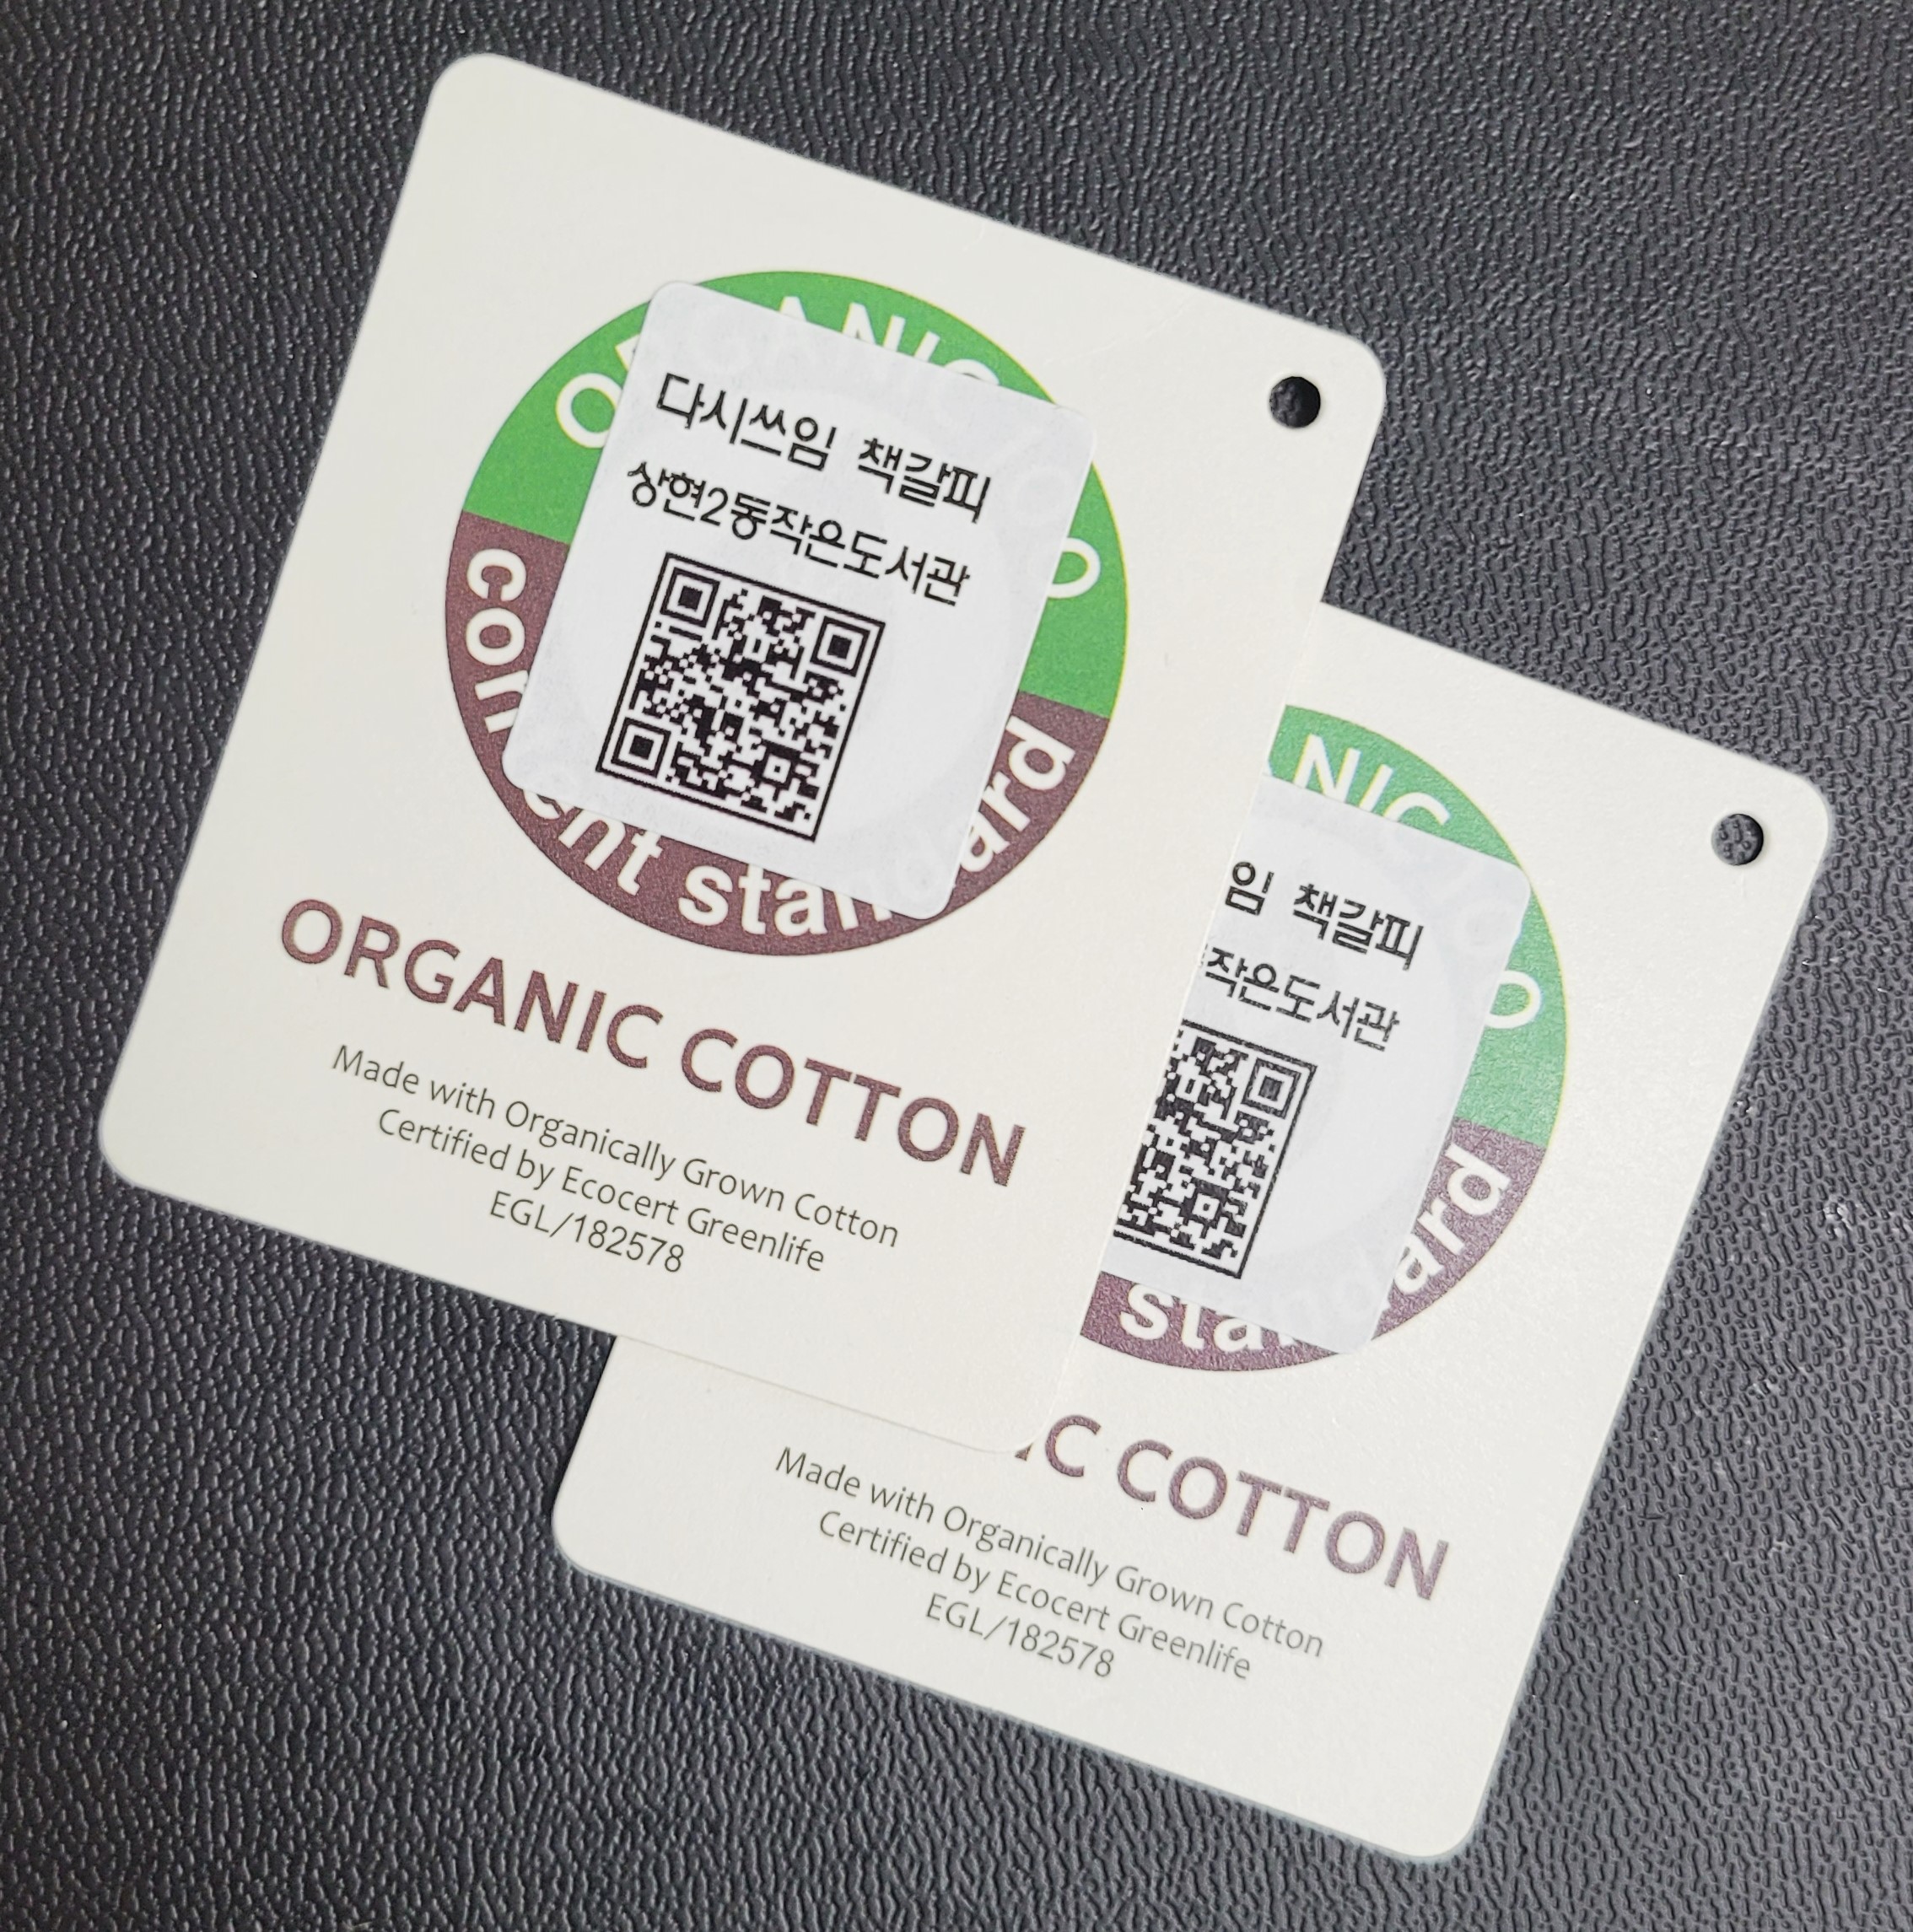 다시쓰임 책갈피
상현2동작은도서관
standard
ORGANIC COTTON
Made with Organically Grown Cotton
Certified by Ecocert Greenlife
EGL/182578
임 책갈피
작은도서관
COTTON
Made with Organically Grown Cotton
Certified by Ecocert Greenlife
EGL/182578